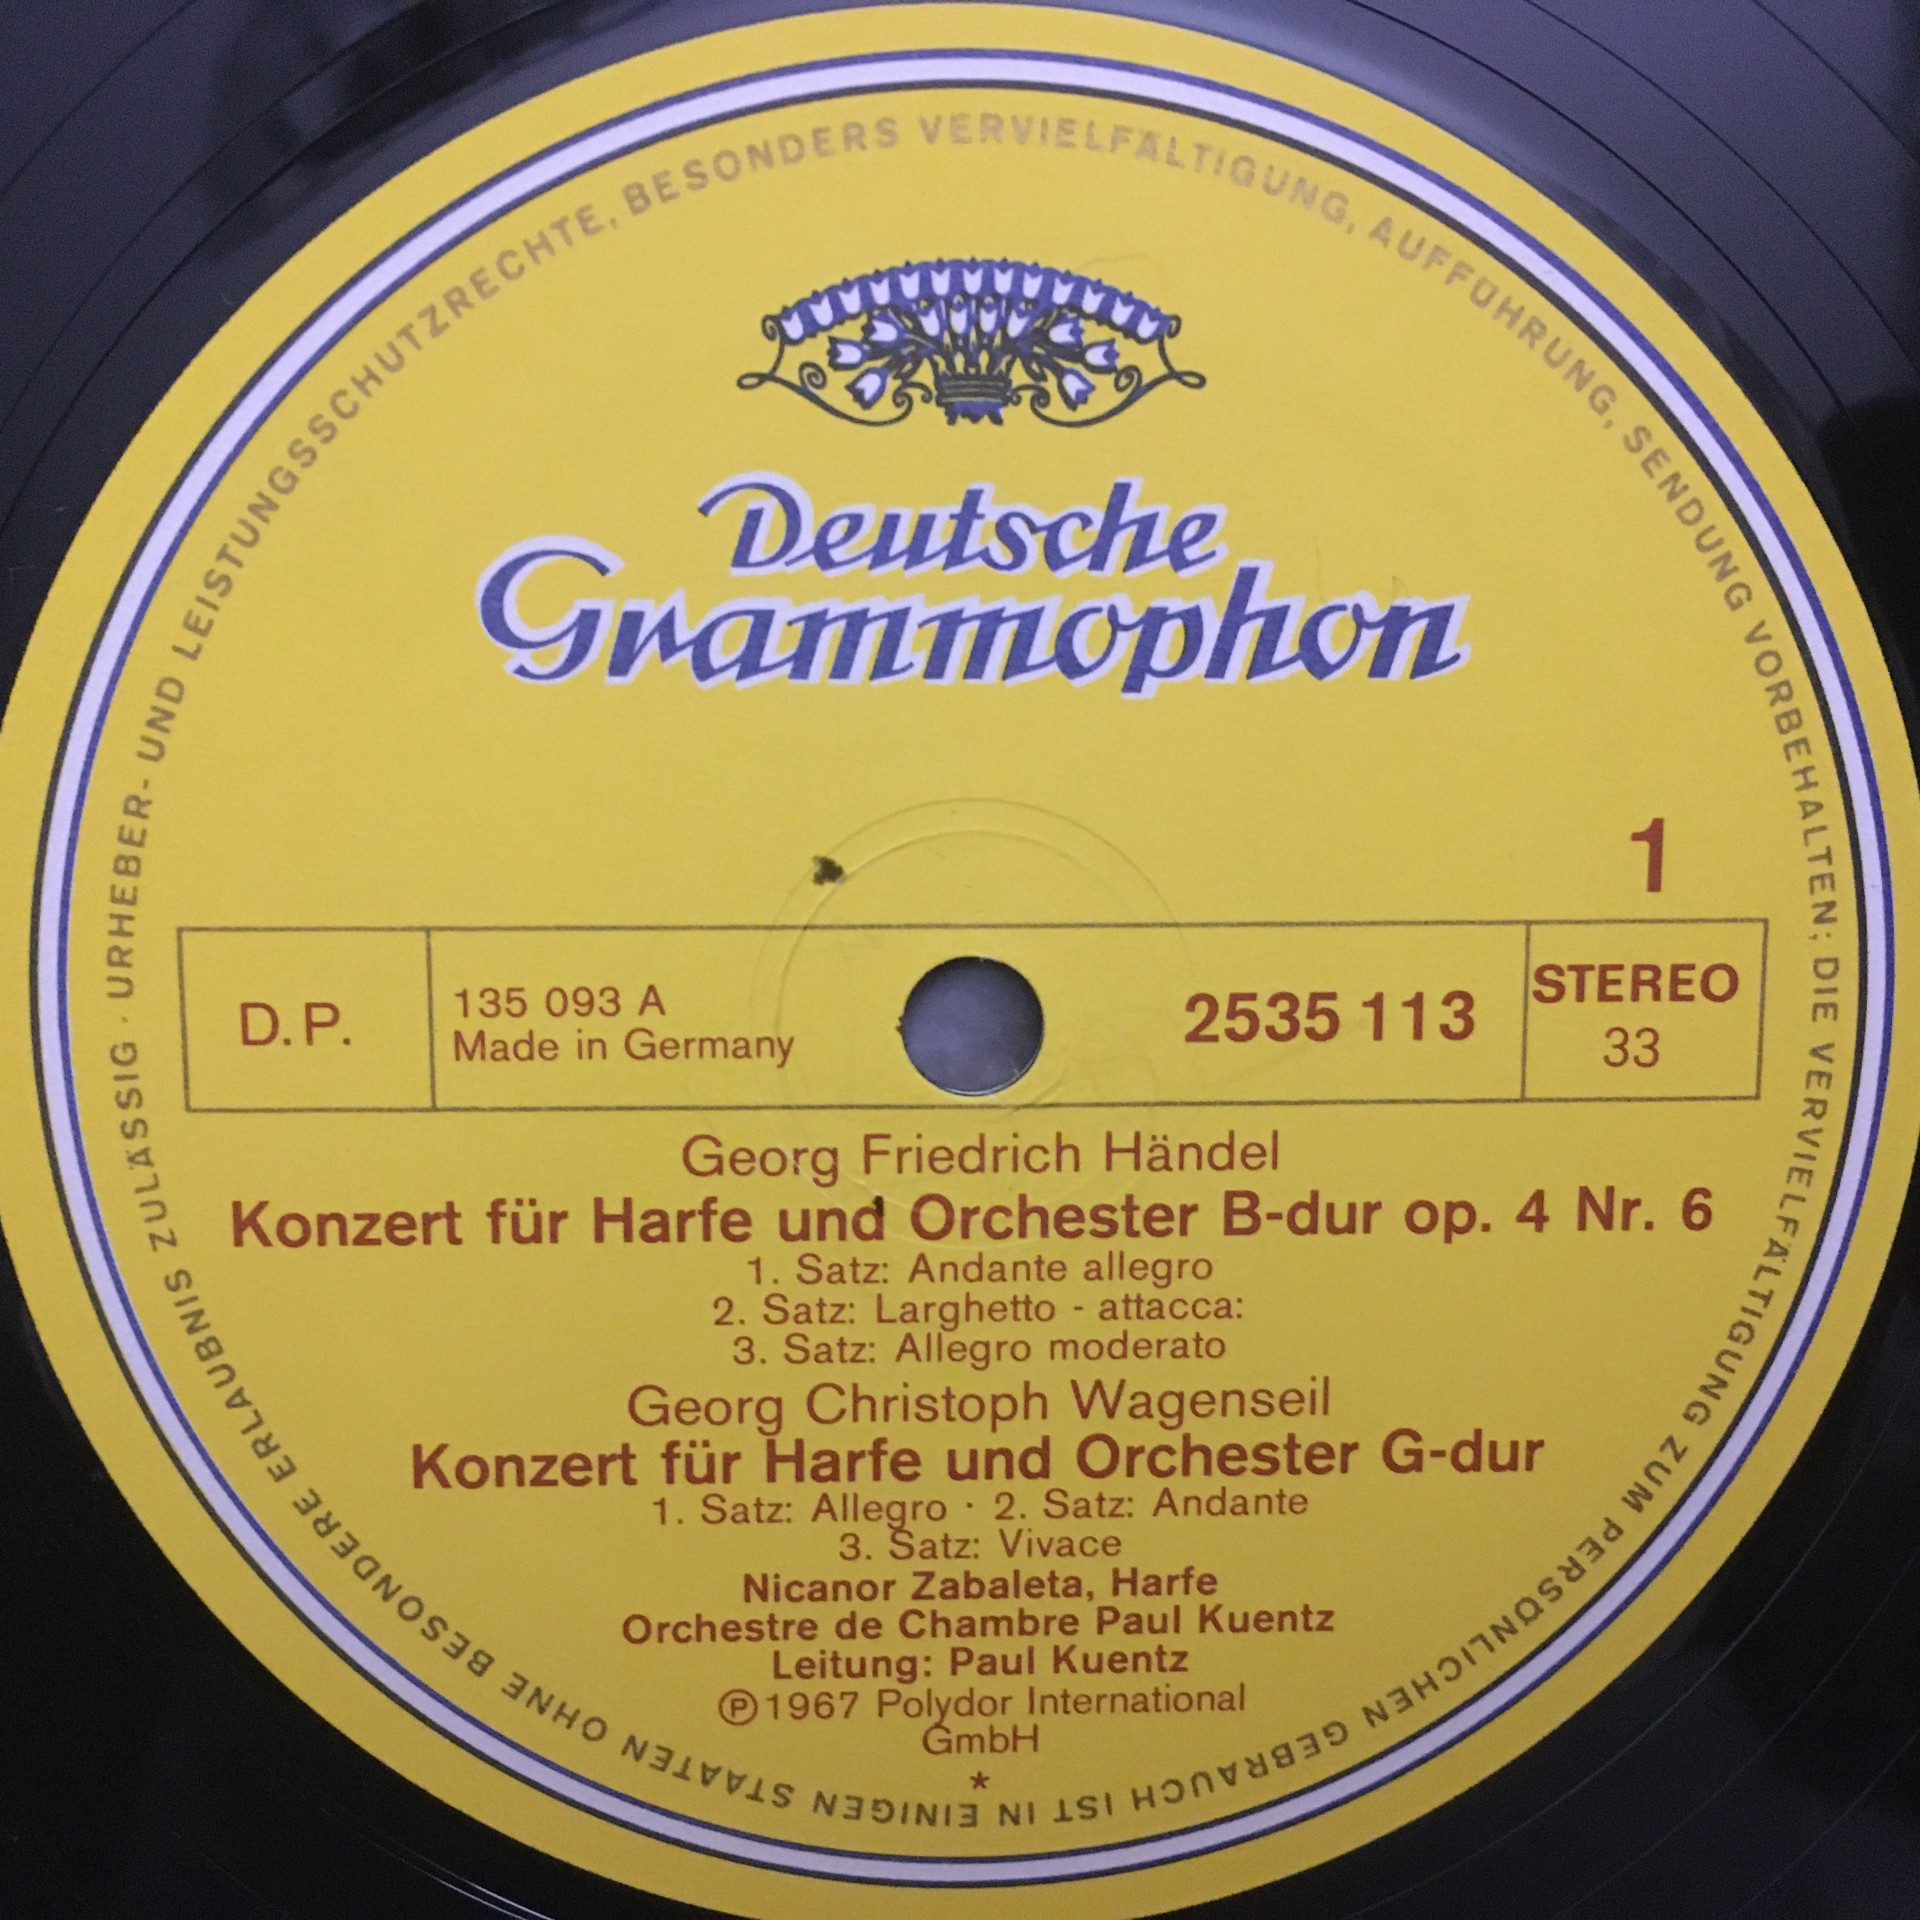 URHEBER- UND LEISTUNGSSCHUTZRECHTE, BESONDERS VERVIELFÄLTIGUNG, AUFFÜHRUNG, SENDUNG VORBEHALTEN; DIE VERVIELFÄLTIGUNG ZUM PERSÖNLICHEN GEBRAUCH IST IN EINIGEN STAATEN OHNE BESONDERE ERLAUBNIS ZULÄSSIG ·
Deutsche
Grammophon
1
D.P.
135 093 A
Made in Germany
2535 113
STEREO
33
Georg Friedrich Händel
Konzert für Harfe und Orchester B-dur op. 4 Nr. 6
1. Satz: Andante allegro
2. Satz: Larghetto - attacca:
3. Satz: Allegro moderato
Georg Christoph Wagenseil
Konzert für Harfe und Orchester G-dur
1. Satz: Allegro · 2. Satz: Andante
3. Satz: Vivace
Nicanor Zabaleta, Harfe
Orchestre de Chambre Paul Kuentz
Leitung: Paul Kuentz
Ⓟ1967 Polydor International
GmbH
*